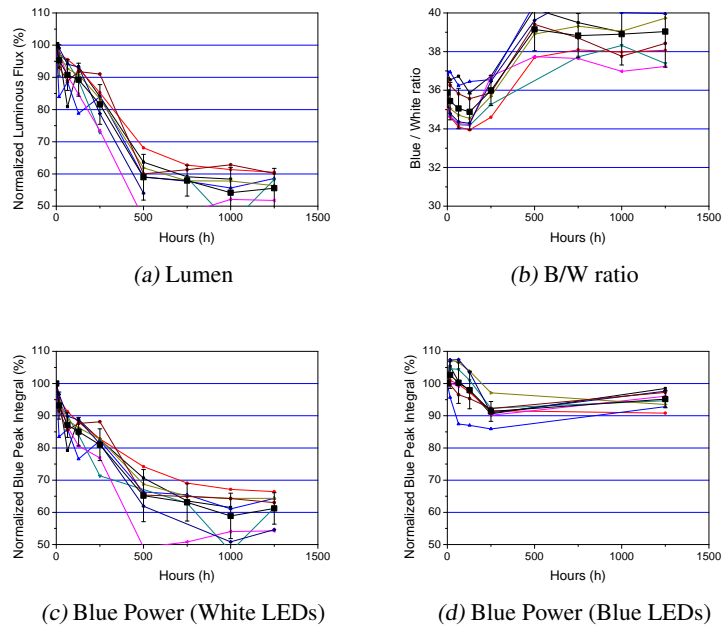 110
100
90
80
70
60
50
0 500 1000 1500
Normalized Luminous Flux (%)
Hours (h)
(a) Lumen
40
38
36
34
32
30
0 500 1000 1500
Blue / White ratio
Hours (h)
(b) B/W ratio
110
100
90
80
70
60
50
0 500 1000 1500
Normalized Blue Peak Integral (%)
Hours (h)
(c) Blue Power (White LEDs)
110
100
90
80
70
60
50
0 500 1000 1500
Normalized Blue Peak Integral (%)
Hours (h)
(d) Blue Power (Blue LEDs)